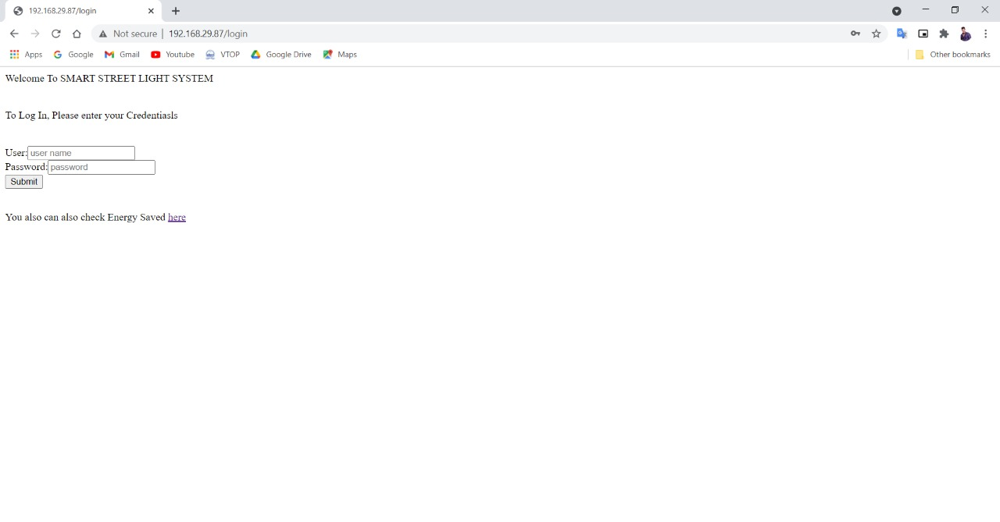 192.168.29.87/login
Not secure | 192.168.29.87/login
Apps Google Gmail Youtube VTOP Google Drive Maps Other bookmarks
Welcome To SMART STREET LIGHT SYSTEM
To Log In, Please enter your Credentiasls
User: user name
Password: password
Submit
You also can also check Energy Saved here